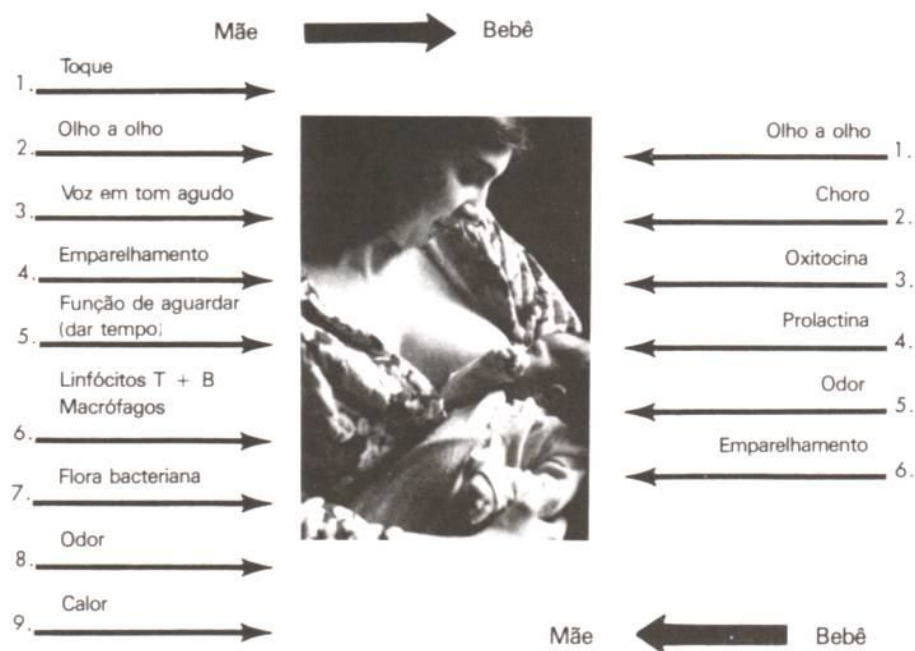 Mãe Bebê
1. Toque
2. Olho a olho
3. Voz em tom agudo
4. Emparelhamento
Função de aguardar
5. (dar tempo)
Linfócitos T + B
Macrófagos
6.
7. Flora bacteriana
8. Odor
9. Calor
Olho a olho
1.
Choro
2.
Oxitocina
3.
Prolactina
4.
Odor
5.
Emparelhamento
6.
Mãe Bebê